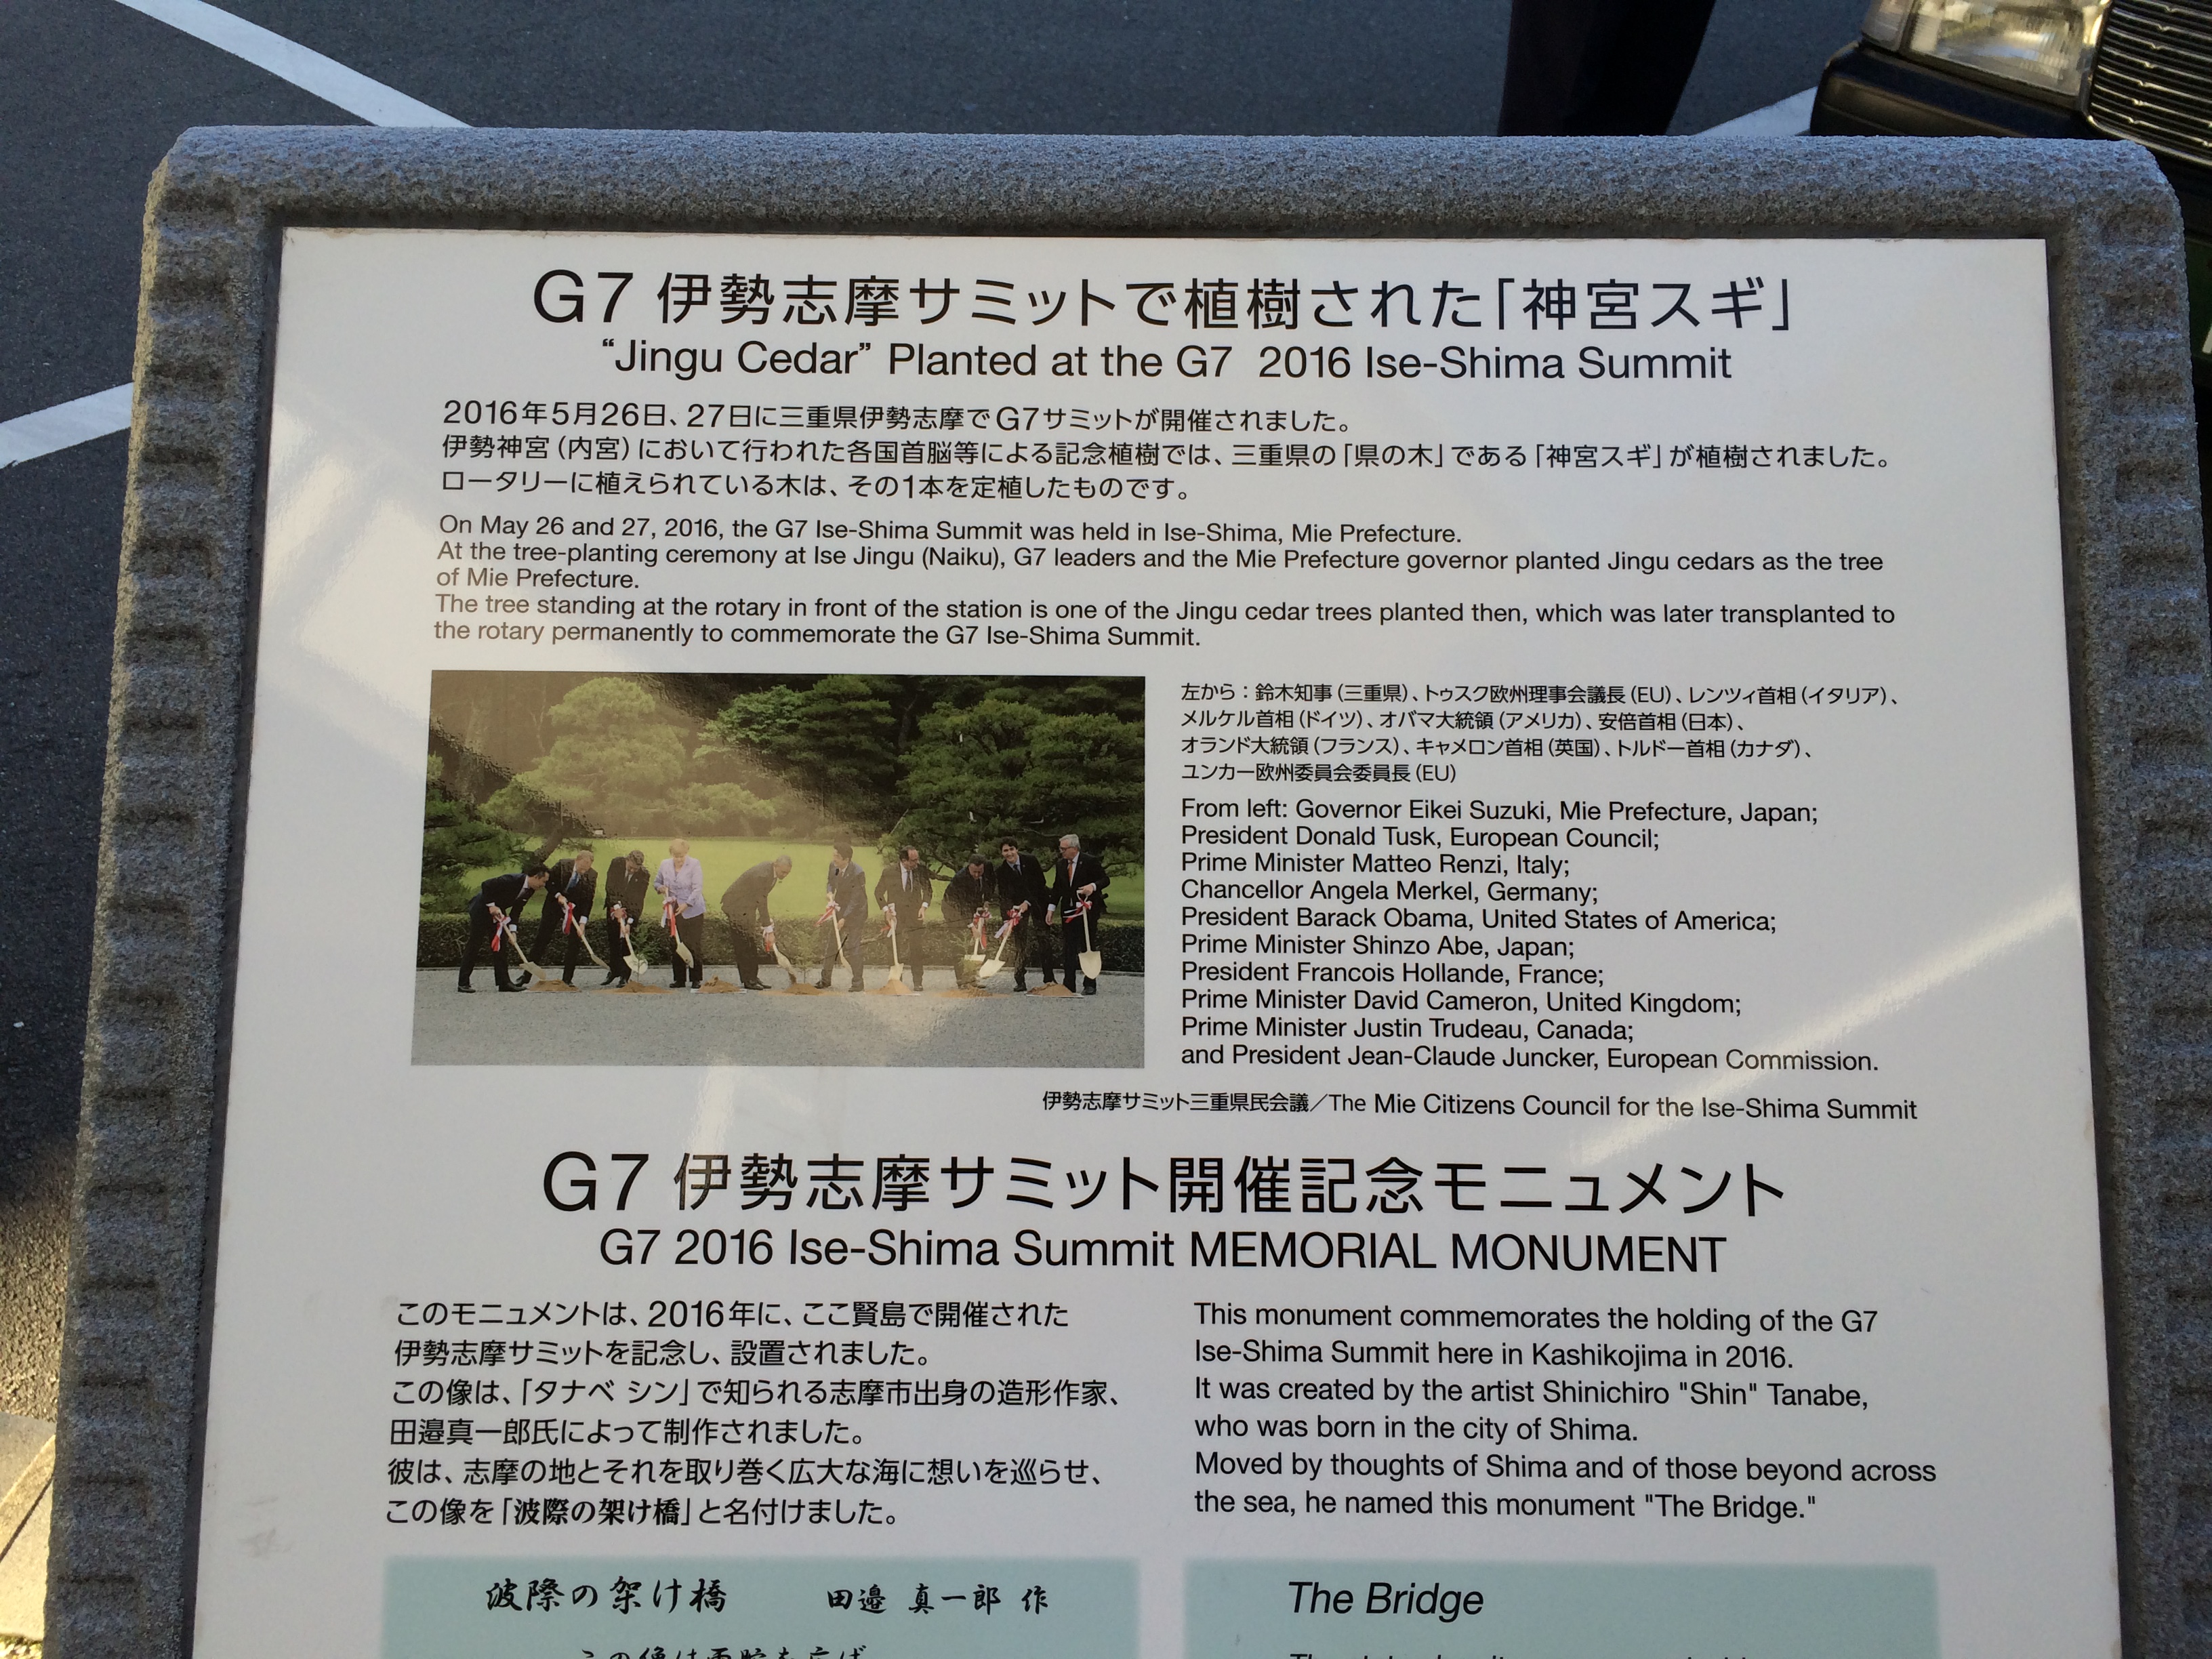 G7 伊勢志摩サミットで植樹された「神宮スギ」
“Jingu Cedar” Planted at the G7 2016 Ise-Shima Summit
2016年5月26日、27日に三重県伊勢志摩でG7サミットが開催されました。
伊勢神宮（内宮）において行われた各国首脳等による記念植樹では、三重県の「県の木」である「神宮スギ」が植樹されました。
ロータリーに植えられている木は、その1本を定植したものです。
On May 26 and 27, 2016, the G7 Ise-Shima Summit was held in Ise-Shima, Mie Prefecture.
At the tree-planting ceremony at Ise Jingu (Naiku), G7 leaders and the Mie Prefecture governor planted Jingu cedars as the tree
of Mie Prefecture.
The tree standing at the rotary in front of the station is one of the Jingu cedar trees planted then, which was later transplanted to
the rotary permanently to commemorate the G7 Ise-Shima Summit.
左から：鈴木知事（三重県）、トゥスク欧州理事会議長（EU）、レンツィ首相（イタリア）、
メルケル首相（ドイツ）、オバマ大統領（アメリカ）、安倍首相（日本）、
オランド大統領（フランス）、キャメロン首相（英国）、トルドー首相（カナダ）、
ユンカー欧州委員会委員長（EU）
From left: Governor Eikei Suzuki, Mie Prefecture, Japan;
President Donald Tusk, European Council;
Prime Minister Matteo Renzi, Italy;
Chancellor Angela Merkel, Germany;
President Barack Obama, United States of America;
Prime Minister Shinzo Abe, Japan;
President Francois Hollande, France;
Prime Minister David Cameron, United Kingdom;
Prime Minister Justin Trudeau, Canada;
and President Jean-Claude Juncker, European Commission.
伊勢志摩サミット三重県民会議／The Mie Citizens Council for the Ise-Shima Summit
G7 伊勢志摩サミット開催記念モニュメント
G7 2016 Ise-Shima Summit MEMORIAL MONUMENT
このモニュメントは、2016年に、ここ賢島で開催された
伊勢志摩サミットを記念し、設置されました。
この像は、「タナベ シン」で知られる志摩市出身の造形作家、
田邉真一郎氏によって制作されました。
彼は、志摩の地とそれを取り巻く広大な海に想いを巡らせ、
この像を「波際の架け橋」と名付けました。
This monument commemorates the holding of the G7
Ise-Shima Summit here in Kashikojima in 2016.
It was created by the artist Shinichiro "Shin" Tanabe,
who was born in the city of Shima.
Moved by thoughts of Shima and of those beyond across
the sea, he named this monument "The Bridge."
波際の架け橋 田邉 真一郎 作
The Bridge